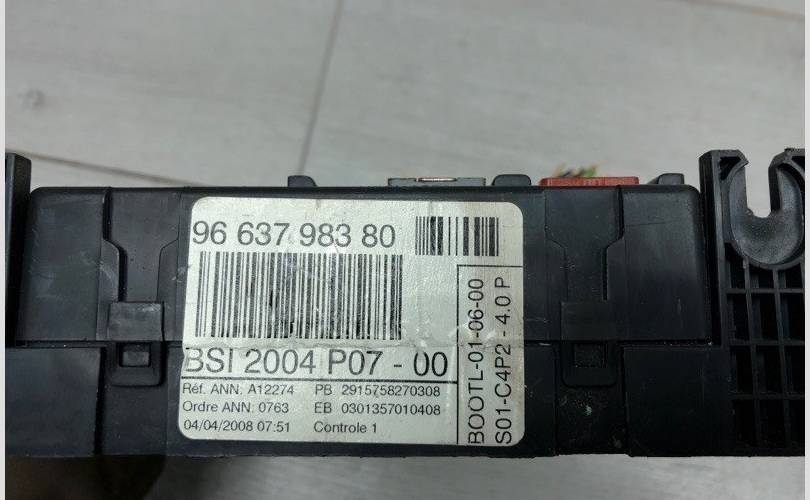 96 637 983 80
BSI 2004 P07 - 00
Réf. ANN: A12274 PB 2915758270308
Ordre ANN: 0763 EB 0301357010408
04/04/2008 07:51 Controle 1
BOOTL-01-06-00
S01-C4P2 - 4.0 P